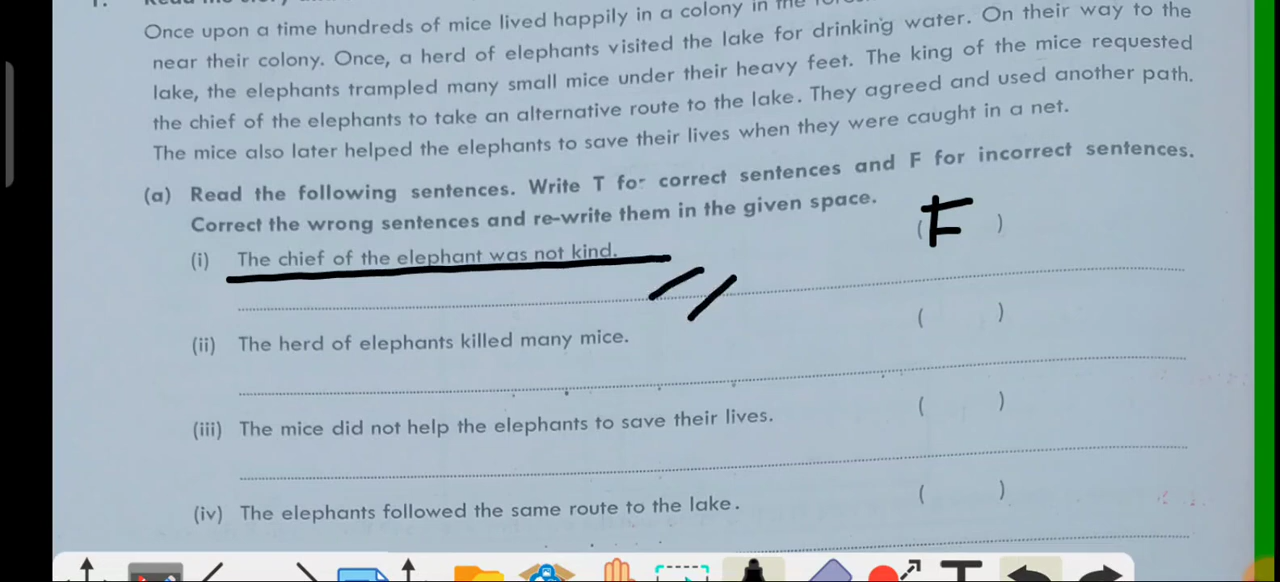 Once upon a time hundreds of mice lived happily in a colony in the
near their colony. Once, a herd of elephants visited the lake for drinking water. On their way to the
lake, the elephants trampled many small mice under their heavy feet. The king of the mice requested
the chief of the elephants to take an alternative route to the lake. They agreed and used another path.
The mice also later helped the elephants to save their lives when they were caught in a net.
(a) Read the following sentences. Write T for correct sentences and F for incorrect sentences.
Correct the wrong sentences and re-write them in the given space.
(i) The chief of the elephant was not kind. ( F )
(ii) The herd of elephants killed many mice. ( )
(iii) The mice did not help the elephants to save their lives. ( )
(iv) The elephants followed the same route to the lake. ( )